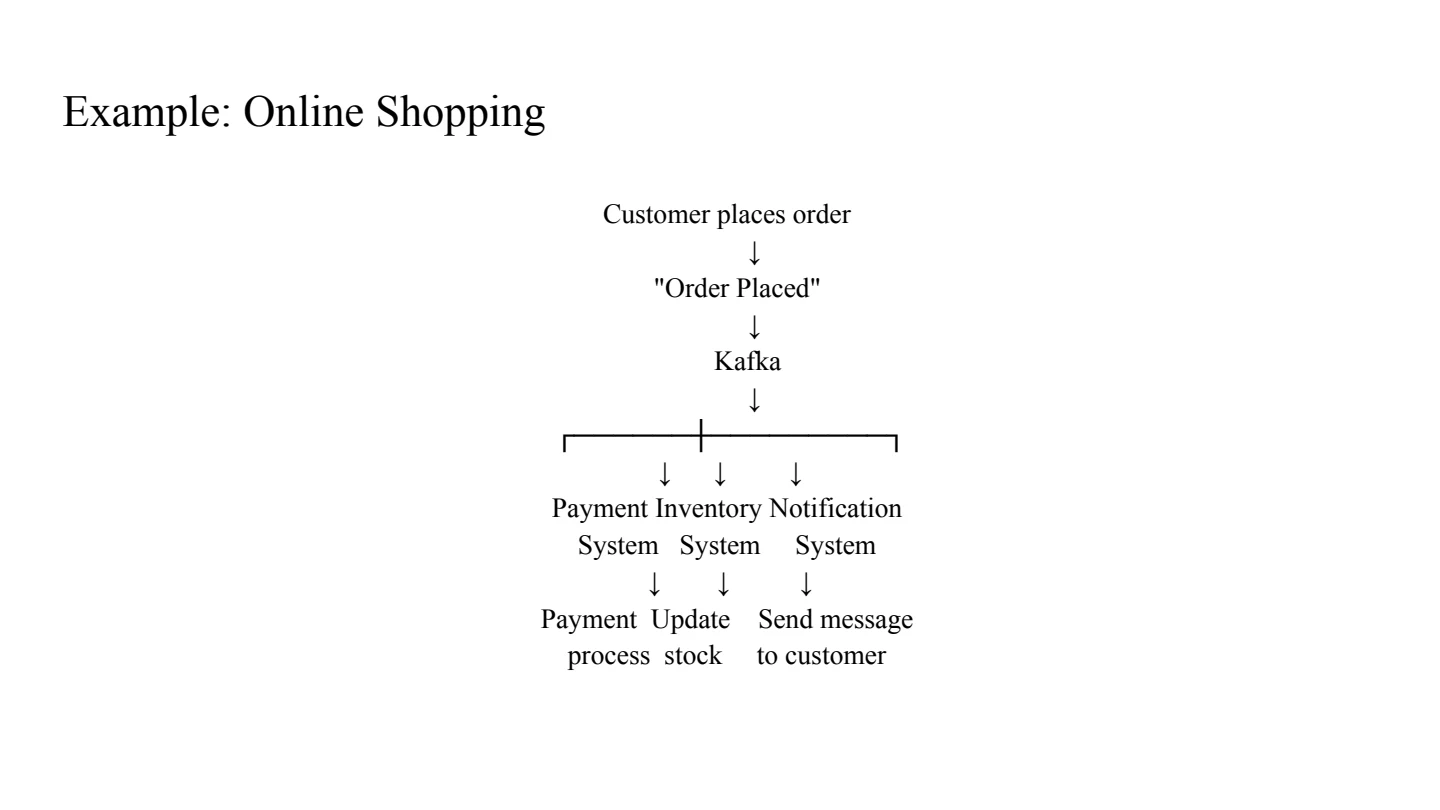 Example: Online Shopping
Customer places order
↓
"Order Placed"
↓
Kafka
↓
┌─────────┼──────────────┐
↓ ↓ ↓
Payment Inventory Notification
System System System
↓ ↓ ↓
Payment Update Send message
process stock to customer